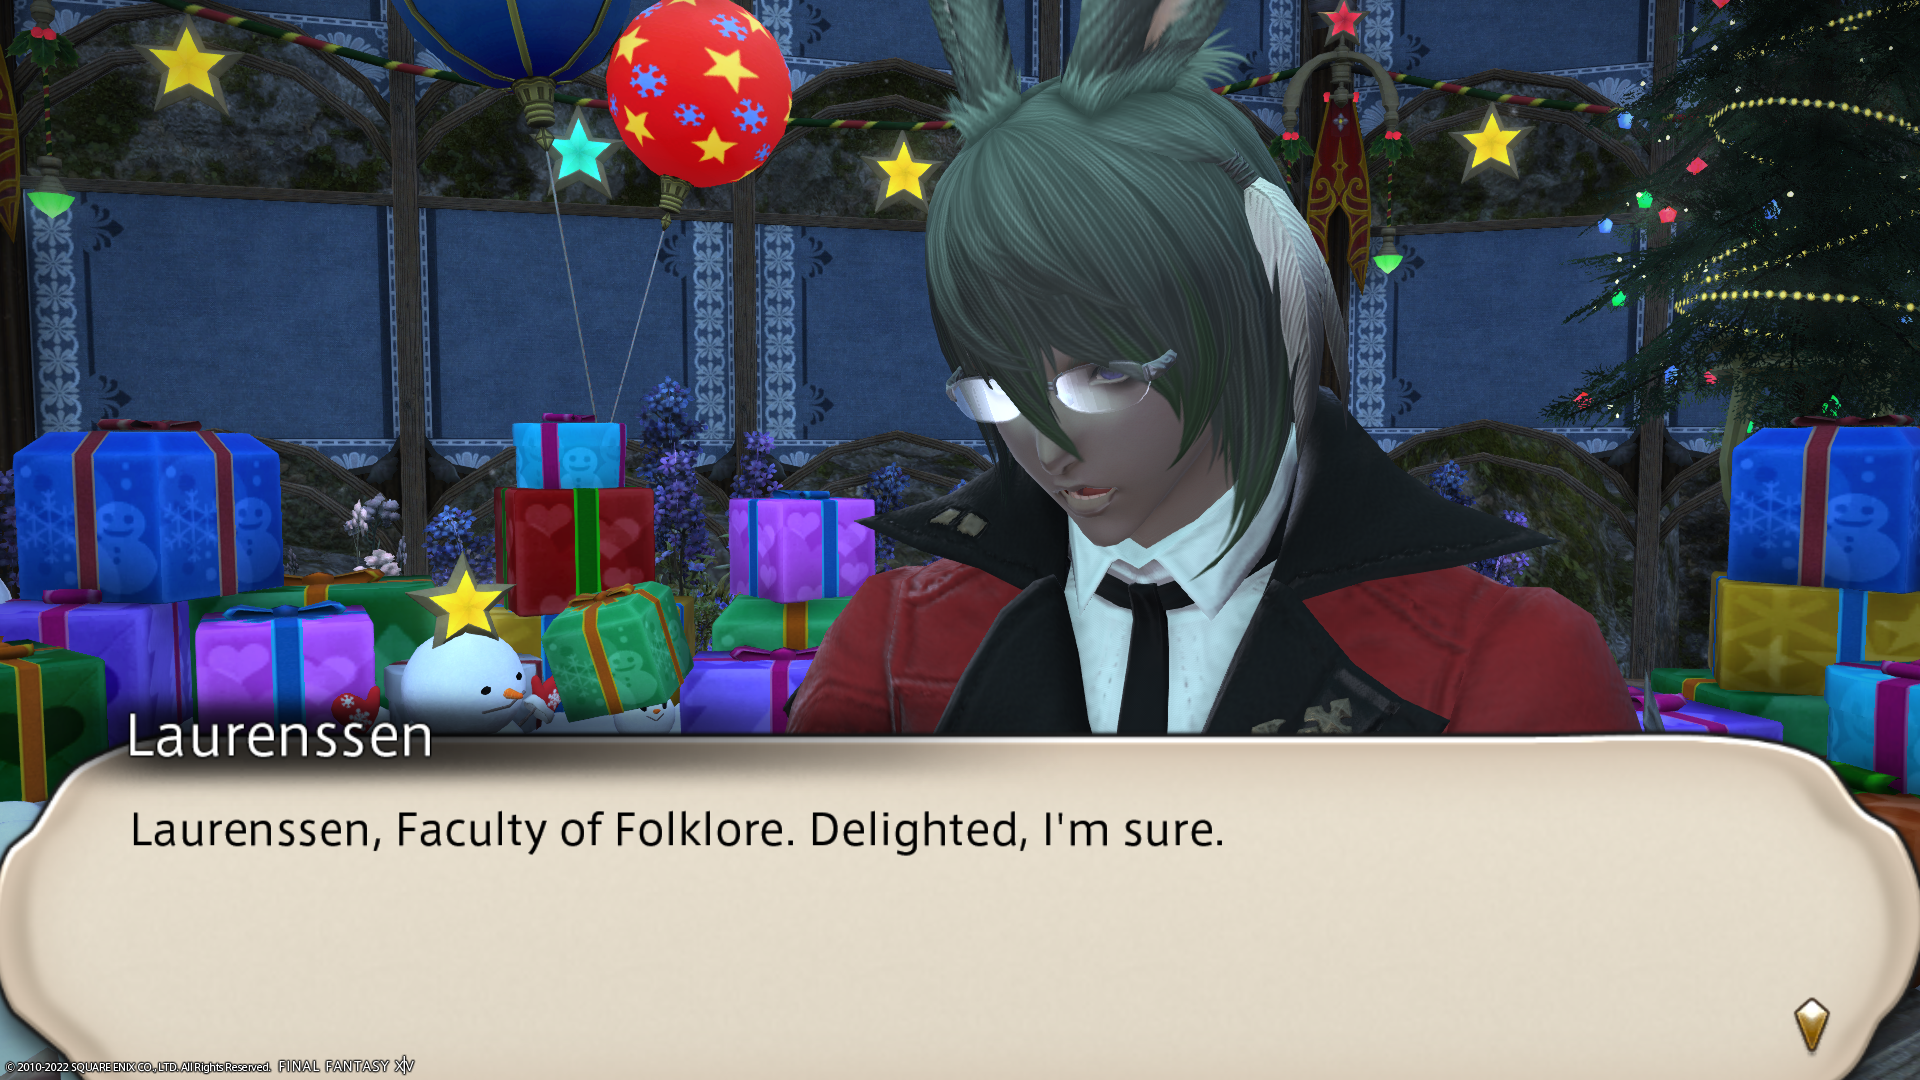 Laurenssen
Laurenssen, Faculty of Folklore. Delighted, I'm sure.
© 2010-2022 SQUARE ENIX CO., LTD. All Rights Reserved. FINAL FANTASY XIV